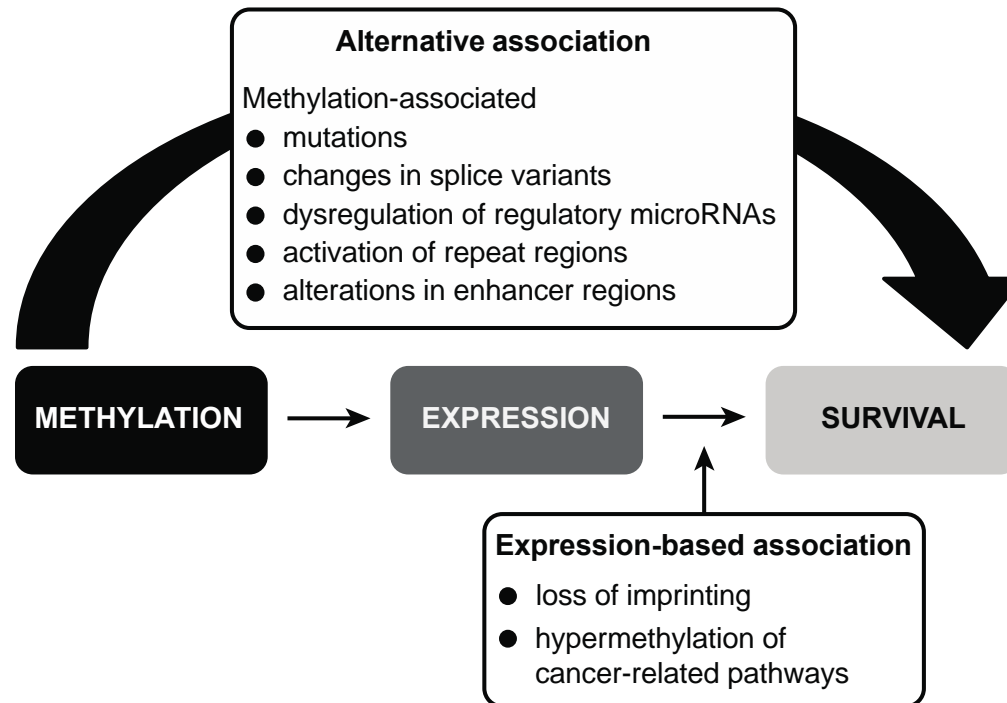 Alternative association
Methylation-associated
● mutations
● changes in splice variants
● dysregulation of regulatory microRNAs
● activation of repeat regions
● alterations in enhancer regions
METHYLATION
EXPRESSION
SURVIVAL
Expression-based association
● loss of imprinting
● hypermethylation of
cancer-related pathways